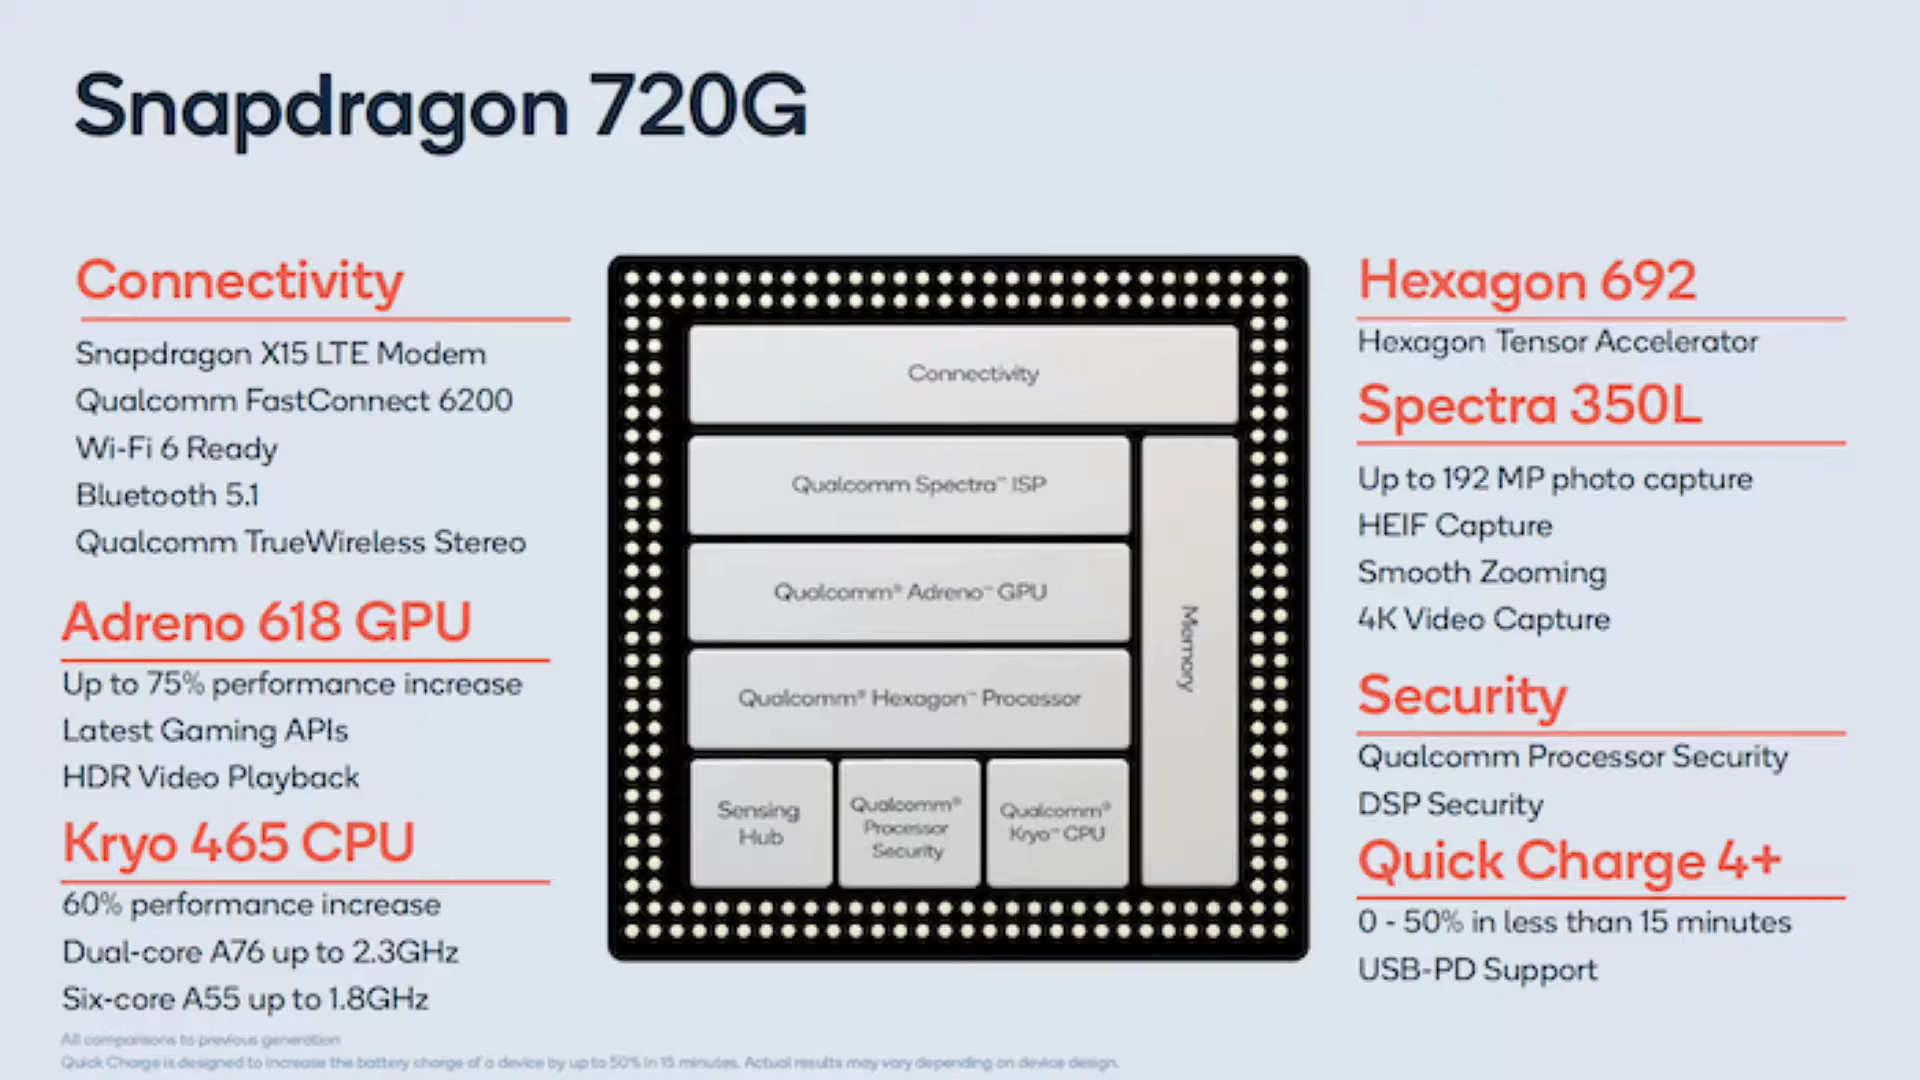 Snapdragon 720G
Connectivity
Snapdragon X15 LTE Modem
Qualcomm FastConnect 6200
Wi-Fi 6 Ready
Bluetooth 5.1
Qualcomm TrueWireless Stereo
Adreno 618 GPU
Up to 75% performance increase
Latest Gaming APIs
HDR Video Playback
Kryo 465 CPU
60% performance increase
Dual-core A76 up to 2.3GHz
Six-core A55 up to 1.8GHz
Connectivity
Qualcomm Spectra™ ISP
Qualcomm® Adreno™ GPU
Qualcomm® Hexagon™ Processor
Sensing
Hub
Qualcomm®
Processor
Security
Qualcomm®
Kryo™ CPU
Memory
Hexagon 692
Hexagon Tensor Accelerator
Spectra 350L
Up to 192 MP photo capture
HEIF Capture
Smooth Zooming
4K Video Capture
Security
Qualcomm Processor Security
DSP Security
Quick Charge 4+
0 - 50% in less than 15 minutes
USB-PD Support
All comparisons to previous generation
Quick Charge is designed to increase the battery charge of a device by up to 50% in 15 minutes. Actual results may vary depending on device design.